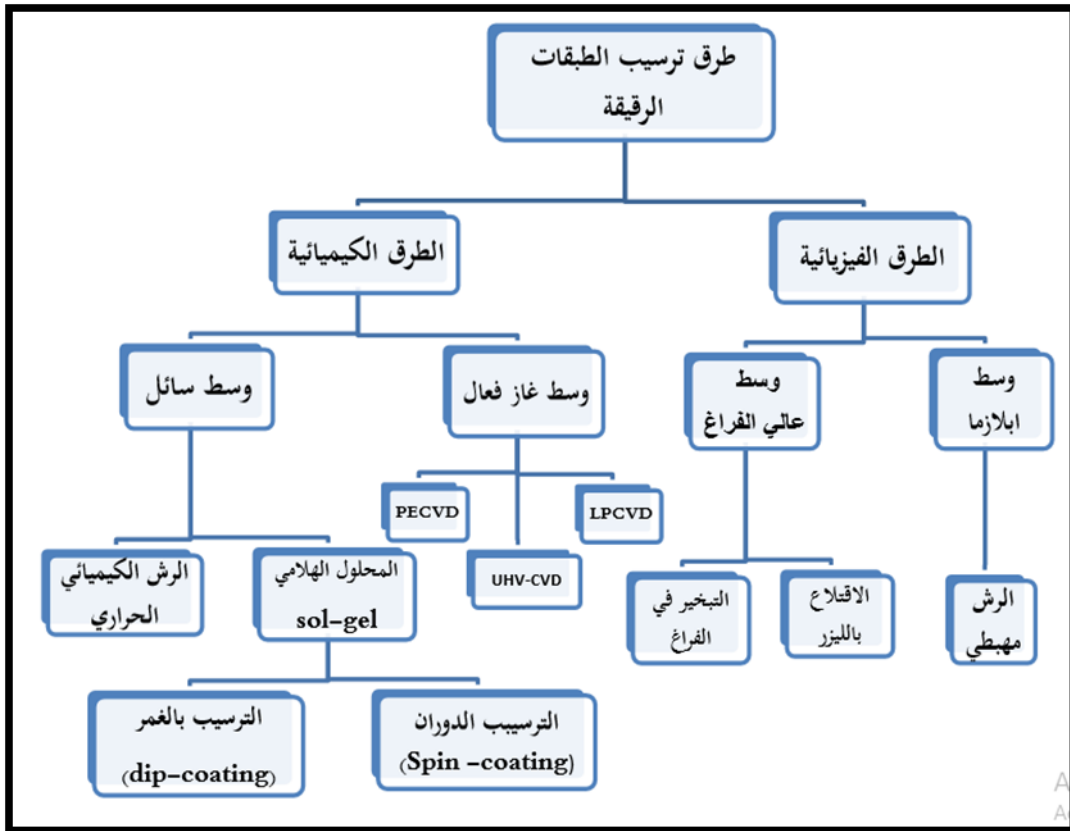 طرق ترسيب الطبقات
الرقيقة
الطرق الفيزيائية
الطرق الكيميائية
وسط
ابلازما
وسط
عالي الفراغ
وسط غاز فعال
وسط سائل
الرش
مهبطي
الاقتلاع
بالليزر
التبخير في
الفراغ
LPCVD
UHV-CVD
PECVD
المحلول الهلامي
sol-gel
الرش الكيميائي
الحراري
الترسيبب الدوران
(Spin -coating)
الترسيب بالغمر
(dip-coating)